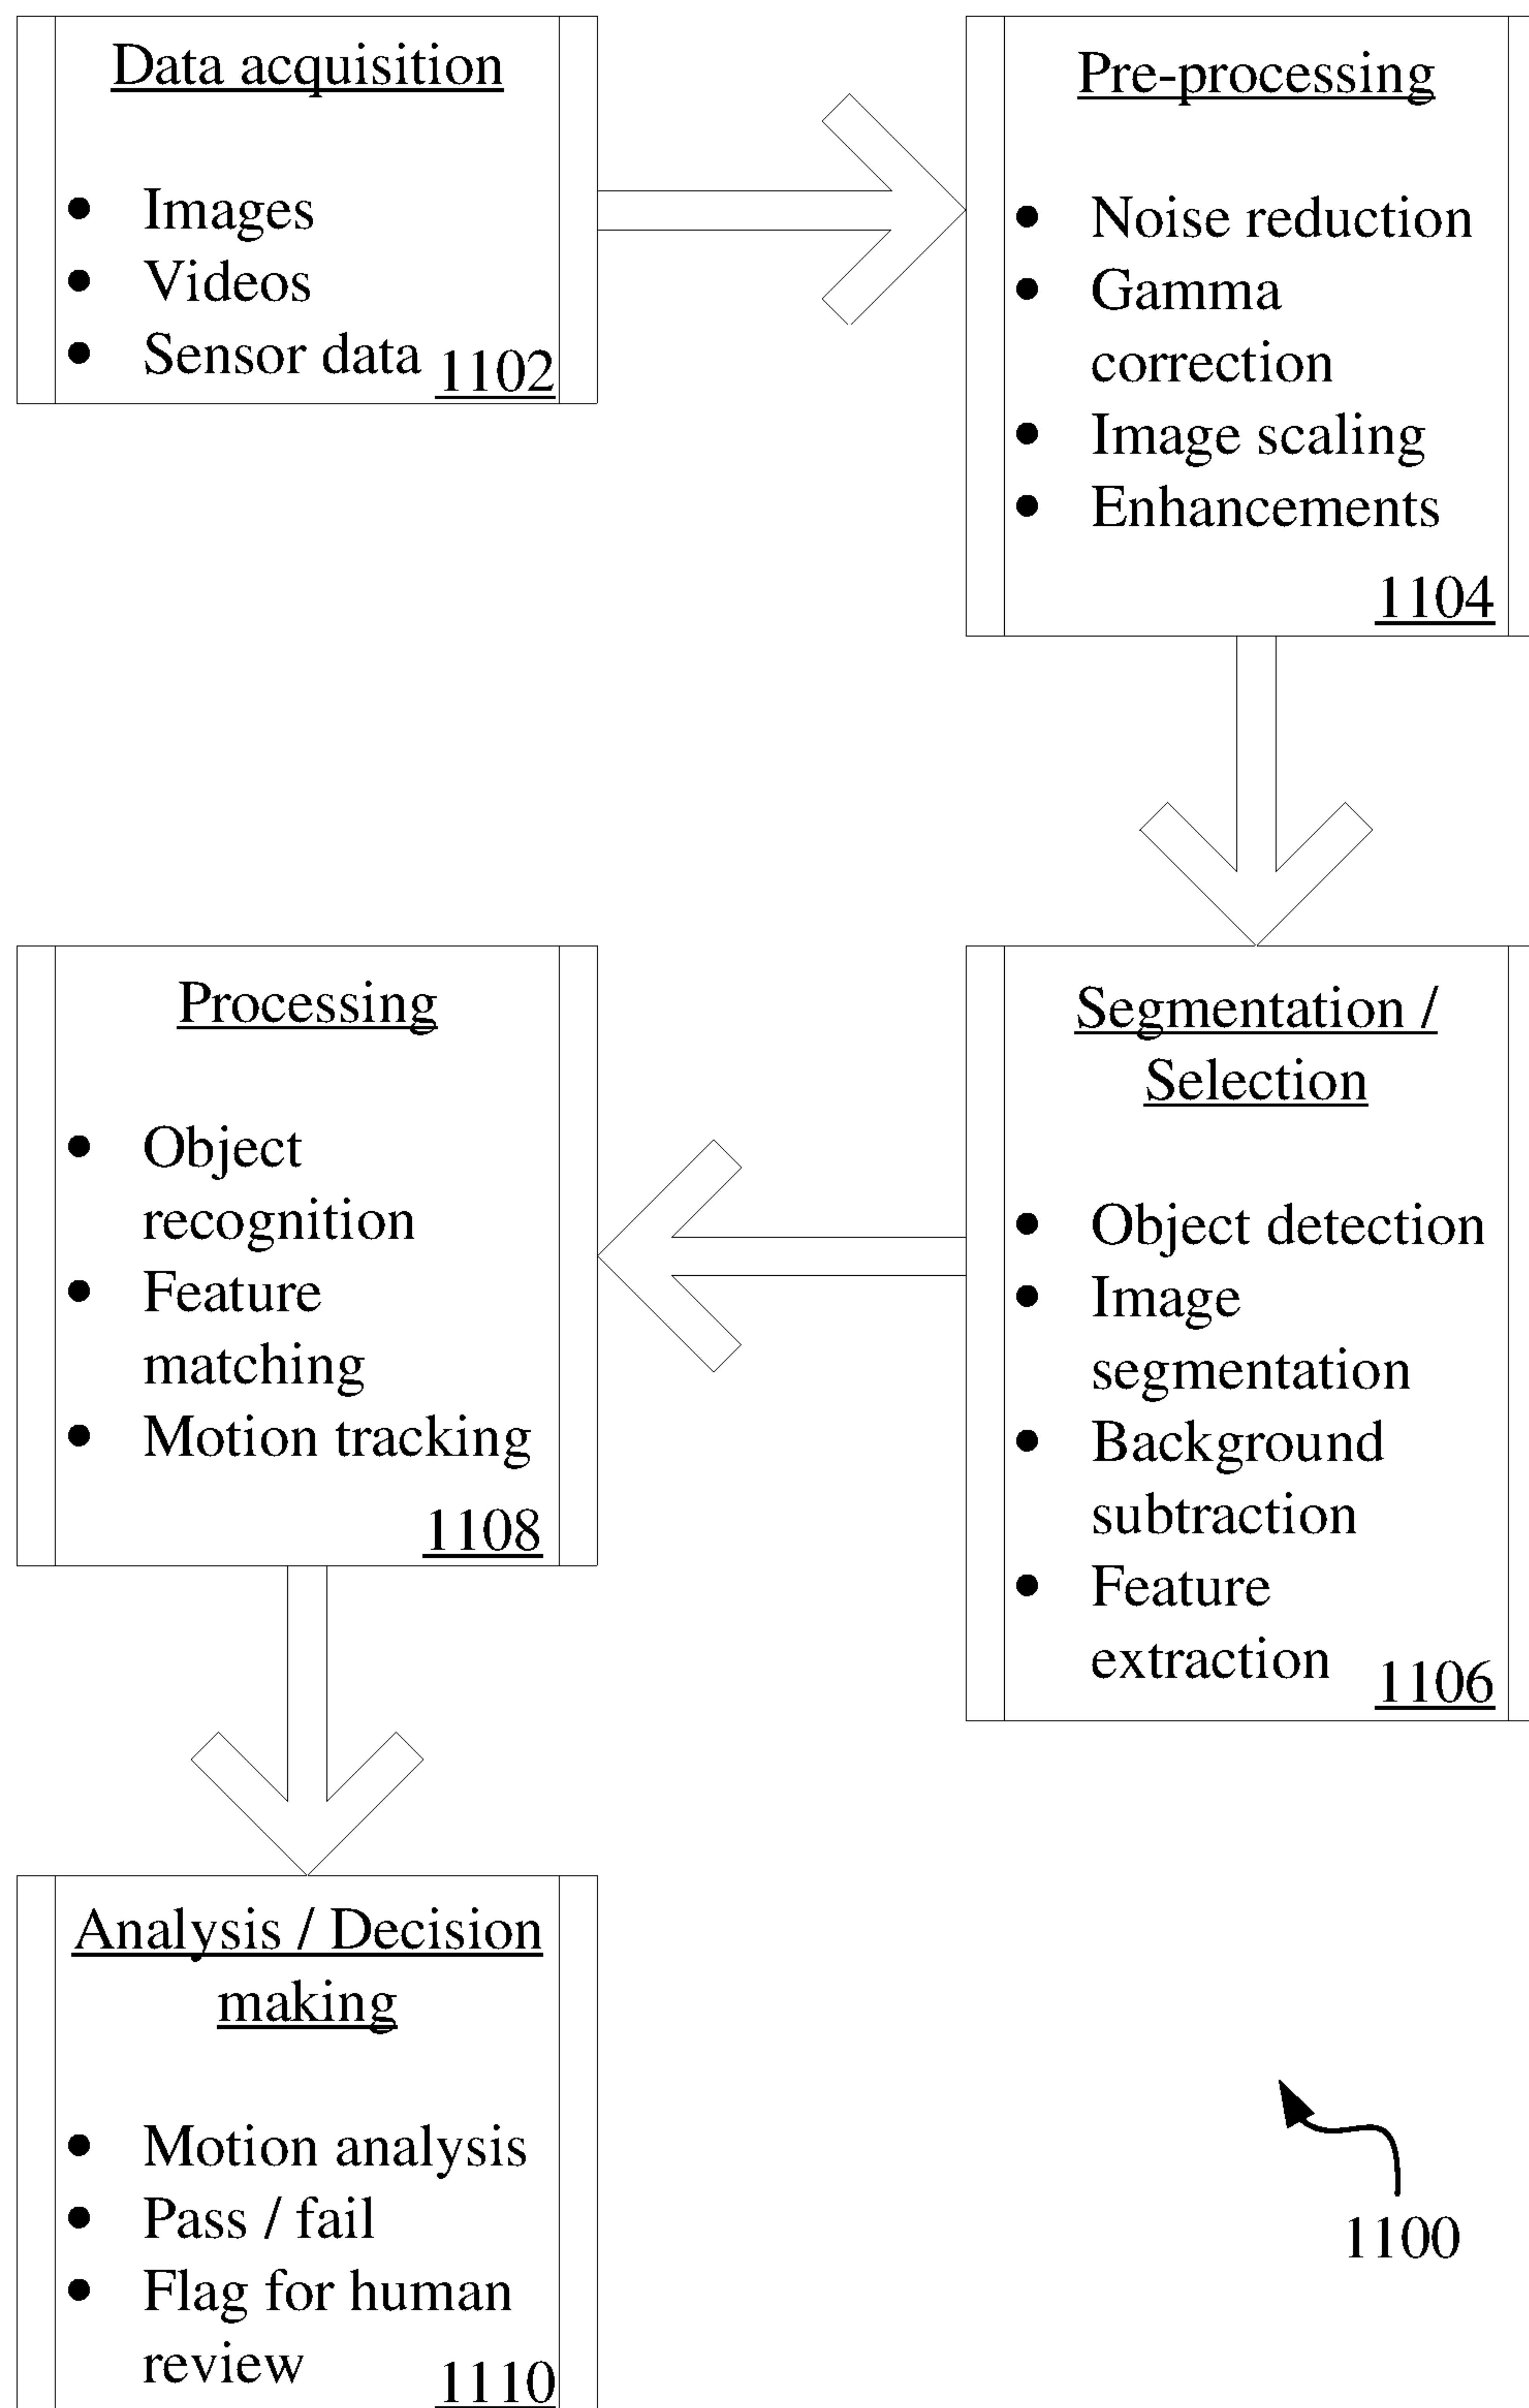 Data acquisition
• Images
• Videos
• Sensor data
1102
Pre-processing
• Noise reduction
• Gamma
correction
• Image scaling
• Enhancements
1104
Segmentation /
Selection
• Object detection
• Image
segmentation
• Background
subtraction
• Feature
extraction
1106
Processing
• Object
recognition
• Feature
matching
• Motion tracking
1108
Analysis / Decision
making
• Motion analysis
• Pass / fail
• Flag for human
review
1110
1100